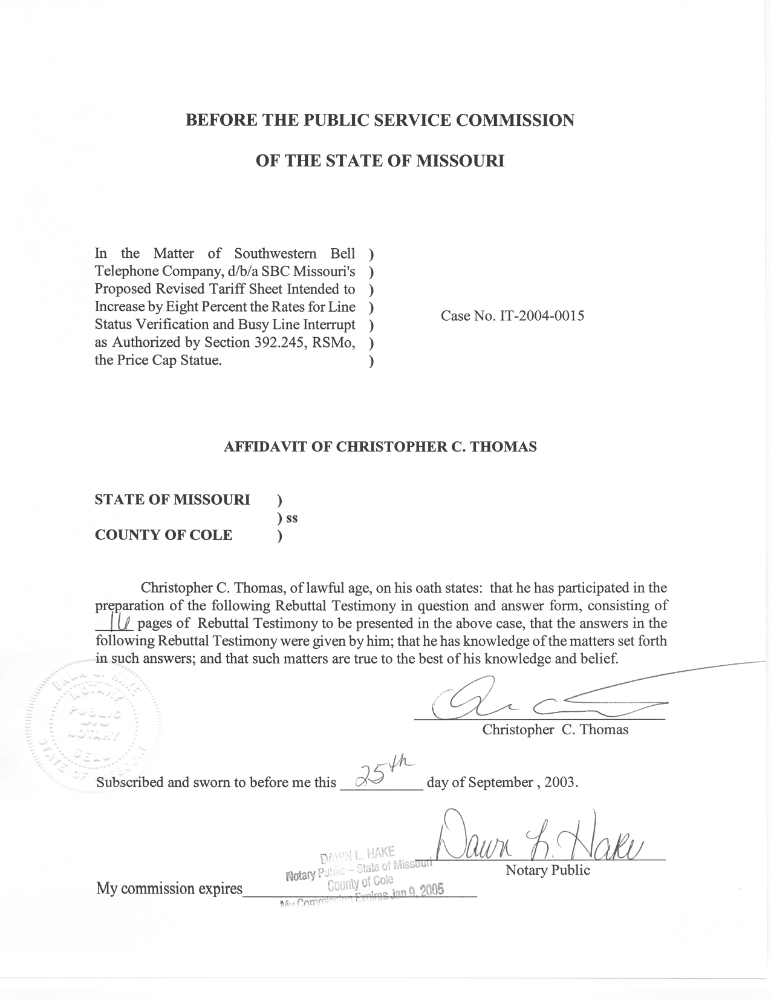 BEFORE THE PUBLIC SERVICE COMMISSION
OF THE STATE OF MISSOURI
In the Matter of Southwestern Bell )
Telephone Company, d/b/a SBC Missouri's )
Proposed Revised Tariff Sheet Intended to )
Increase by Eight Percent the Rates for Line )
Status Verification and Busy Line Interrupt )
as Authorized by Section 392.245, RSMo, )
the Price Cap Statue. )
Case No. IT-2004-0015
AFFIDAVIT OF CHRISTOPHER C. THOMAS
STATE OF MISSOURI )
) ss
COUNTY OF COLE )
Christopher C. Thomas, of lawful age, on his oath states: that he has participated in the
preparation of the following Rebuttal Testimony in question and answer form, consisting of
pages of Rebuttal Testimony to be presented in the above case, that the answers in the
following Rebuttal Testimony were given by him; that he has knowledge of the matters set forth
in such answers; and that such matters are true to the best of his knowledge and belief.
Christopher C. Thomas
NOTARY
PUBLIC
NOTARY
SEAL
STATE OF MISSOURI
Subscribed and sworn to before me this 25th day of September , 2003.
Dawn L. Hake
Notary Public
DAWN L. HAKE
Notary Public – State of Missouri
County of Cole
My Commission Expires Jan 9, 2005
My commission expires